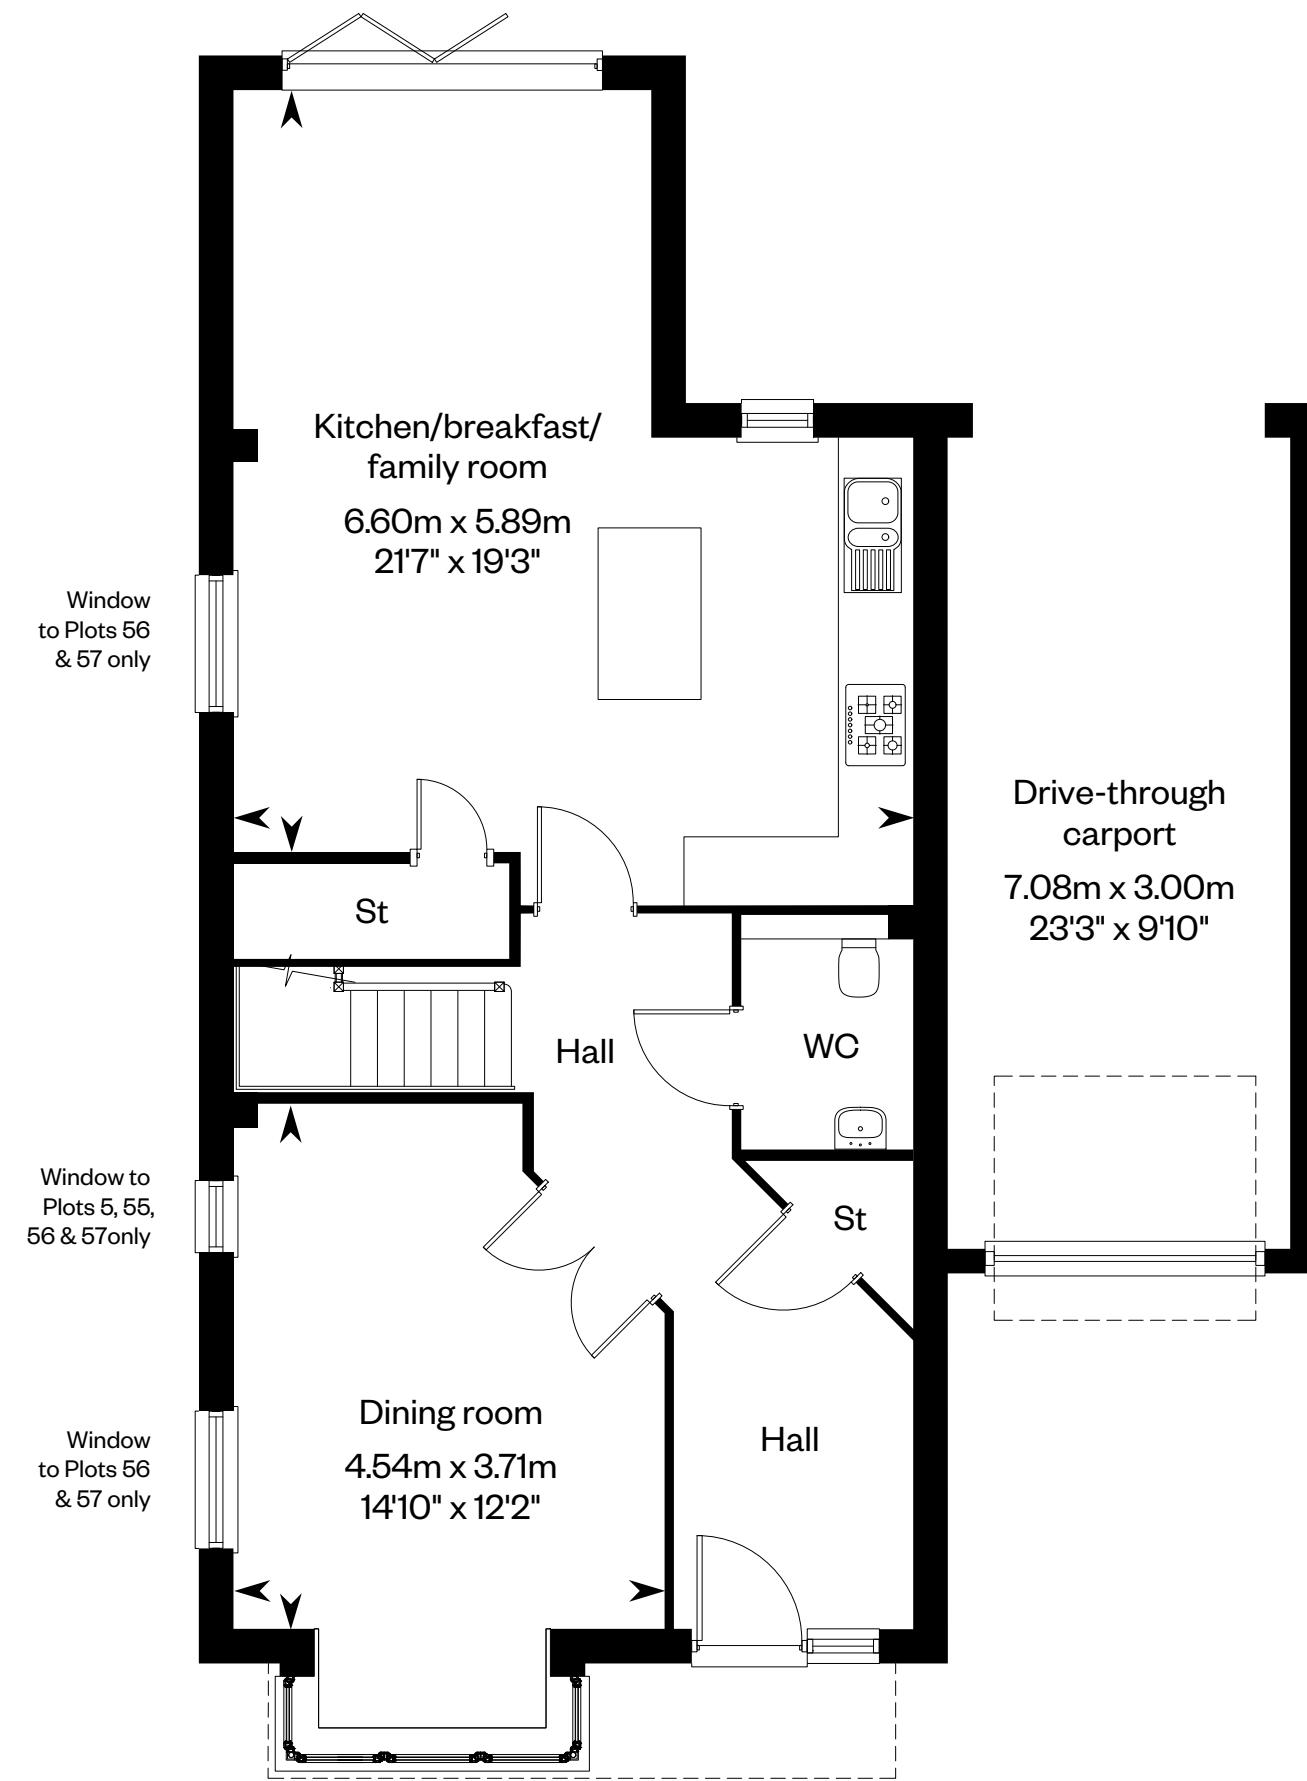 Kitchen/breakfast/
family room
6.60m x 5.89m
21'7" x 19'3"
Window
to Plots 56
& 57 only
Drive-through
carport
7.08m x 3.00m
23'3" x 9'10"
St
Hall
WC
Window to
Plots 5, 55,
56 & 57only
St
Dining room
4.54m x 3.71m
14'10" x 12'2"
Hall
Window
to Plots 56
& 57 only